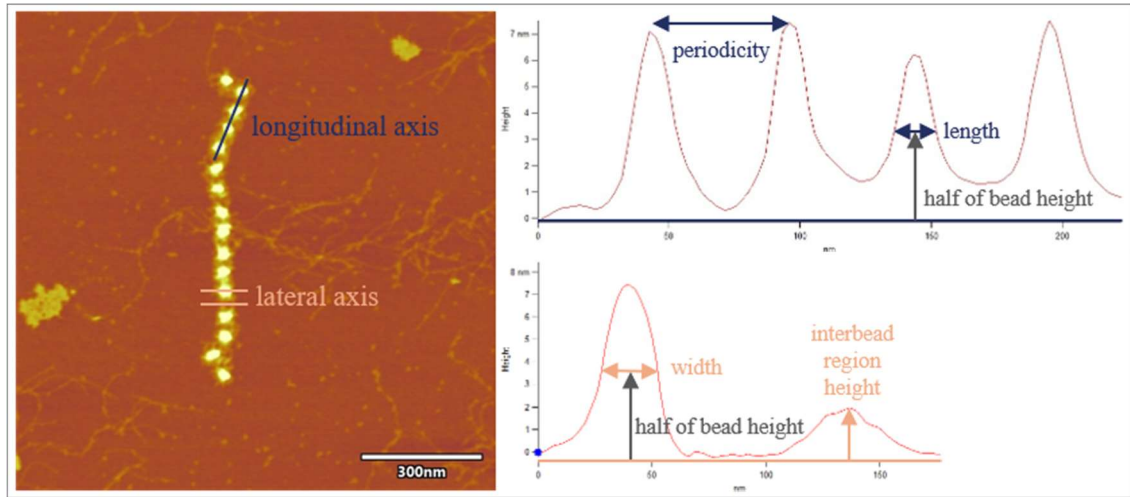 longitudinal axis
lateral axis
300nm
7 nm
6
5
4
3
2
1
0
Height
periodicity
length
half of bead height
0
50
100
150
200
nm
8 nm
7
6
5
4
3
2
1
0
Height
width
half of bead height
interbead
region
height
0
50
100
150
nm